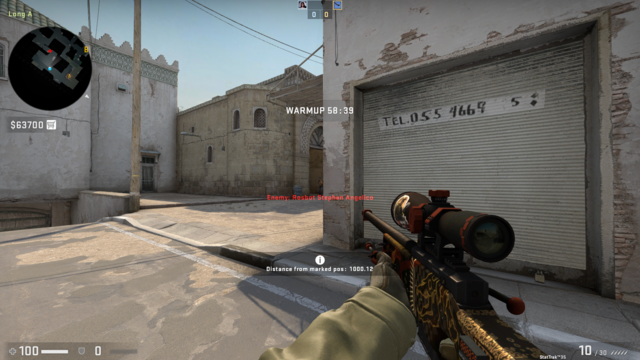 Long A
0 0
$63700
WARMUP 58:39
TEL.055 4669 5
Distance from marked pos: 1000.12
100
0
10 / 30
StatTrak™